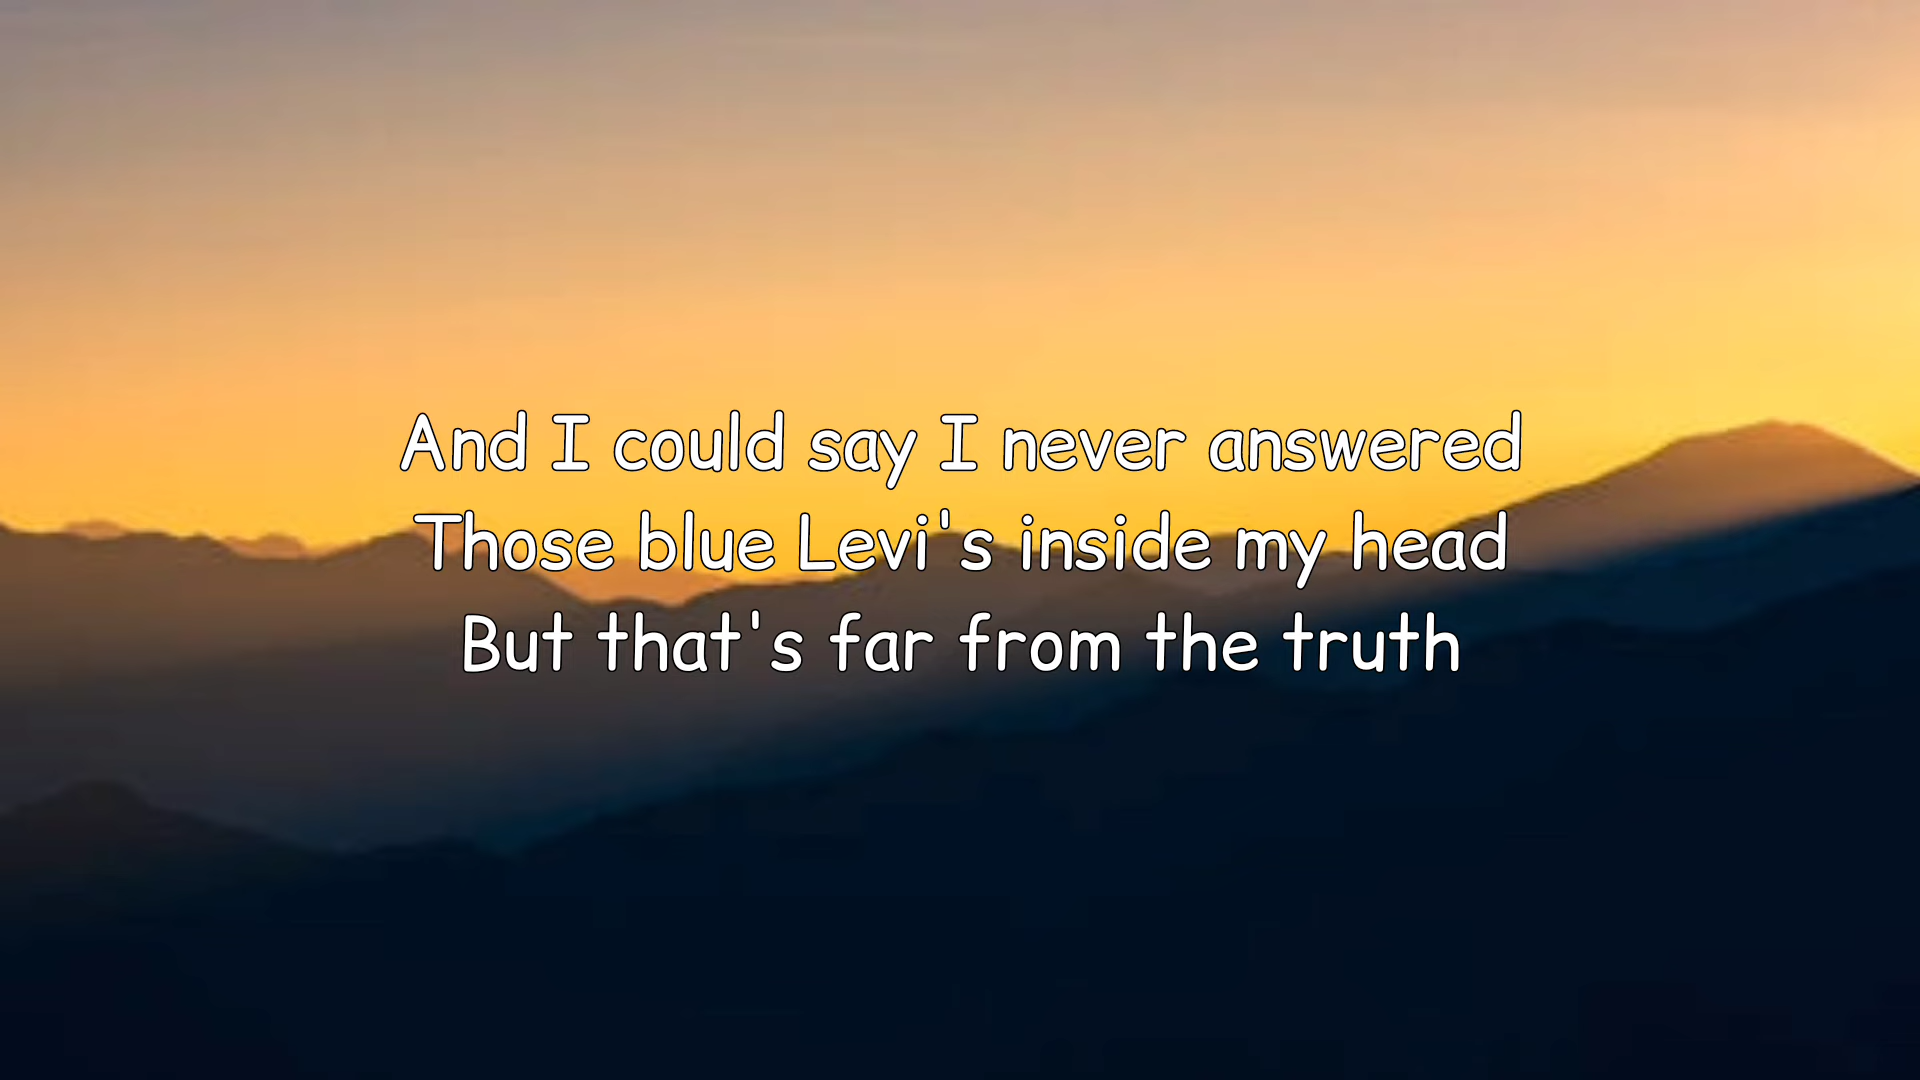 And I could say I never answered
Those blue Levi's inside my head
But that's far from the truth